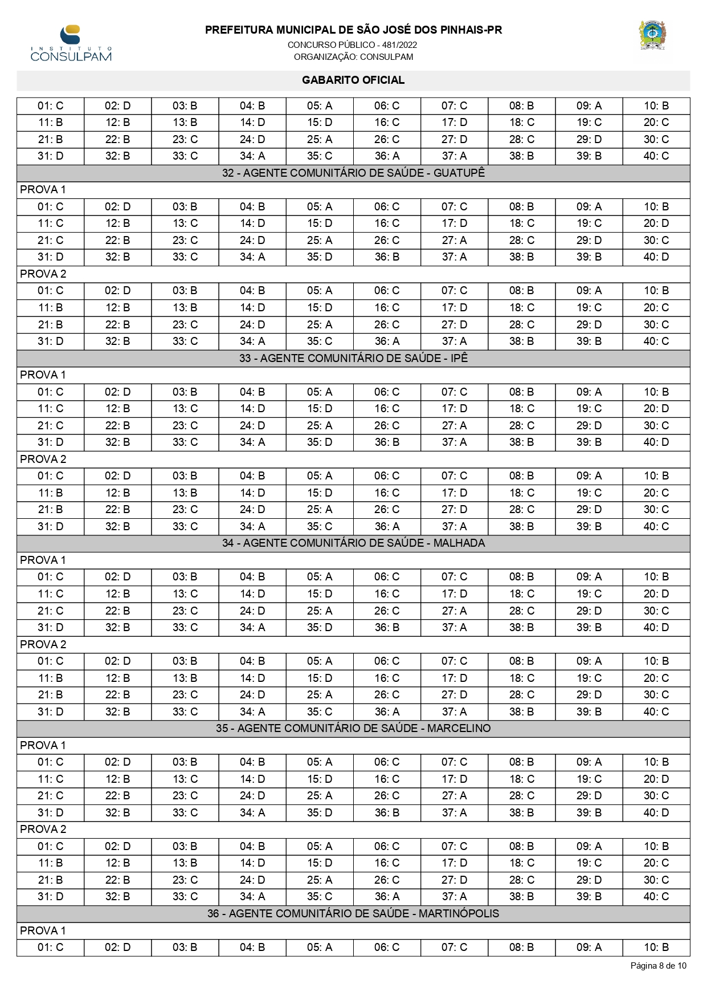 INSTITUTO
CONSULPAM
PREFEITURA MUNICIPAL DE SÃO JOSÉ DOS PINHAIS-PR
CONCURSO PÚBLICO - 481/2022
ORGANIZAÇÃO: CONSULPAM
GABARITO OFICIAL
01: C 02: D 03: B 04: B 05: A 06: C 07: C 08: B 09: A 10: B
11: B 12: B 13: B 14: D 15: D 16: C 17: D 18: C 19: C 20: C
21: B 22: B 23: C 24: D 25: A 26: C 27: D 28: C 29: D 30: C
31: D 32: B 33: C 34: A 35: C 36: A 37: A 38: B 39: B 40: C
32 - AGENTE COMUNITÁRIO DE SAÚDE - GUATUPÊ
PROVA 1
01: C 02: D 03: B 04: B 05: A 06: C 07: C 08: B 09: A 10: B
11: C 12: B 13: C 14: D 15: D 16: C 17: D 18: C 19: C 20: D
21: C 22: B 23: C 24: D 25: A 26: C 27: A 28: C 29: D 30: C
31: D 32: B 33: C 34: A 35: D 36: B 37: A 38: B 39: B 40: D
PROVA 2
01: C 02: D 03: B 04: B 05: A 06: C 07: C 08: B 09: A 10: B
11: B 12: B 13: B 14: D 15: D 16: C 17: D 18: C 19: C 20: C
21: B 22: B 23: C 24: D 25: A 26: C 27: D 28: C 29: D 30: C
31: D 32: B 33: C 34: A 35: C 36: A 37: A 38: B 39: B 40: C
33 - AGENTE COMUNITÁRIO DE SAÚDE - IPÊ
PROVA 1
01: C 02: D 03: B 04: B 05: A 06: C 07: C 08: B 09: A 10: B
11: C 12: B 13: C 14: D 15: D 16: C 17: D 18: C 19: C 20: D
21: C 22: B 23: C 24: D 25: A 26: C 27: A 28: C 29: D 30: C
31: D 32: B 33: C 34: A 35: D 36: B 37: A 38: B 39: B 40: D
PROVA 2
01: C 02: D 03: B 04: B 05: A 06: C 07: C 08: B 09: A 10: B
11: B 12: B 13: B 14: D 15: D 16: C 17: D 18: C 19: C 20: C
21: B 22: B 23: C 24: D 25: A 26: C 27: D 28: C 29: D 30: C
31: D 32: B 33: C 34: A 35: C 36: A 37: A 38: B 39: B 40: C
34 - AGENTE COMUNITÁRIO DE SAÚDE - MALHADA
PROVA 1
01: C 02: D 03: B 04: B 05: A 06: C 07: C 08: B 09: A 10: B
11: C 12: B 13: C 14: D 15: D 16: C 17: D 18: C 19: C 20: D
21: C 22: B 23: C 24: D 25: A 26: C 27: A 28: C 29: D 30: C
31: D 32: B 33: C 34: A 35: D 36: B 37: A 38: B 39: B 40: D
PROVA 2
01: C 02: D 03: B 04: B 05: A 06: C 07: C 08: B 09: A 10: B
11: B 12: B 13: B 14: D 15: D 16: C 17: D 18: C 19: C 20: C
21: B 22: B 23: C 24: D 25: A 26: C 27: D 28: C 29: D 30: C
31: D 32: B 33: C 34: A 35: C 36: A 37: A 38: B 39: B 40: C
35 - AGENTE COMUNITÁRIO DE SAÚDE - MARCELINO
PROVA 1
01: C 02: D 03: B 04: B 05: A 06: C 07: C 08: B 09: A 10: B
11: C 12: B 13: C 14: D 15: D 16: C 17: D 18: C 19: C 20: D
21: C 22: B 23: C 24: D 25: A 26: C 27: A 28: C 29: D 30: C
31: D 32: B 33: C 34: A 35: D 36: B 37: A 38: B 39: B 40: D
PROVA 2
01: C 02: D 03: B 04: B 05: A 06: C 07: C 08: B 09: A 10: B
11: B 12: B 13: B 14: D 15: D 16: C 17: D 18: C 19: C 20: C
21: B 22: B 23: C 24: D 25: A 26: C 27: D 28: C 29: D 30: C
31: D 32: B 33: C 34: A 35: C 36: A 37: A 38: B 39: B 40: C
36 - AGENTE COMUNITÁRIO DE SAÚDE - MARTINÓPOLIS
PROVA 1
01: C 02: D 03: B 04: B 05: A 06: C 07: C 08: B 09: A 10: B
Página 8 de 10